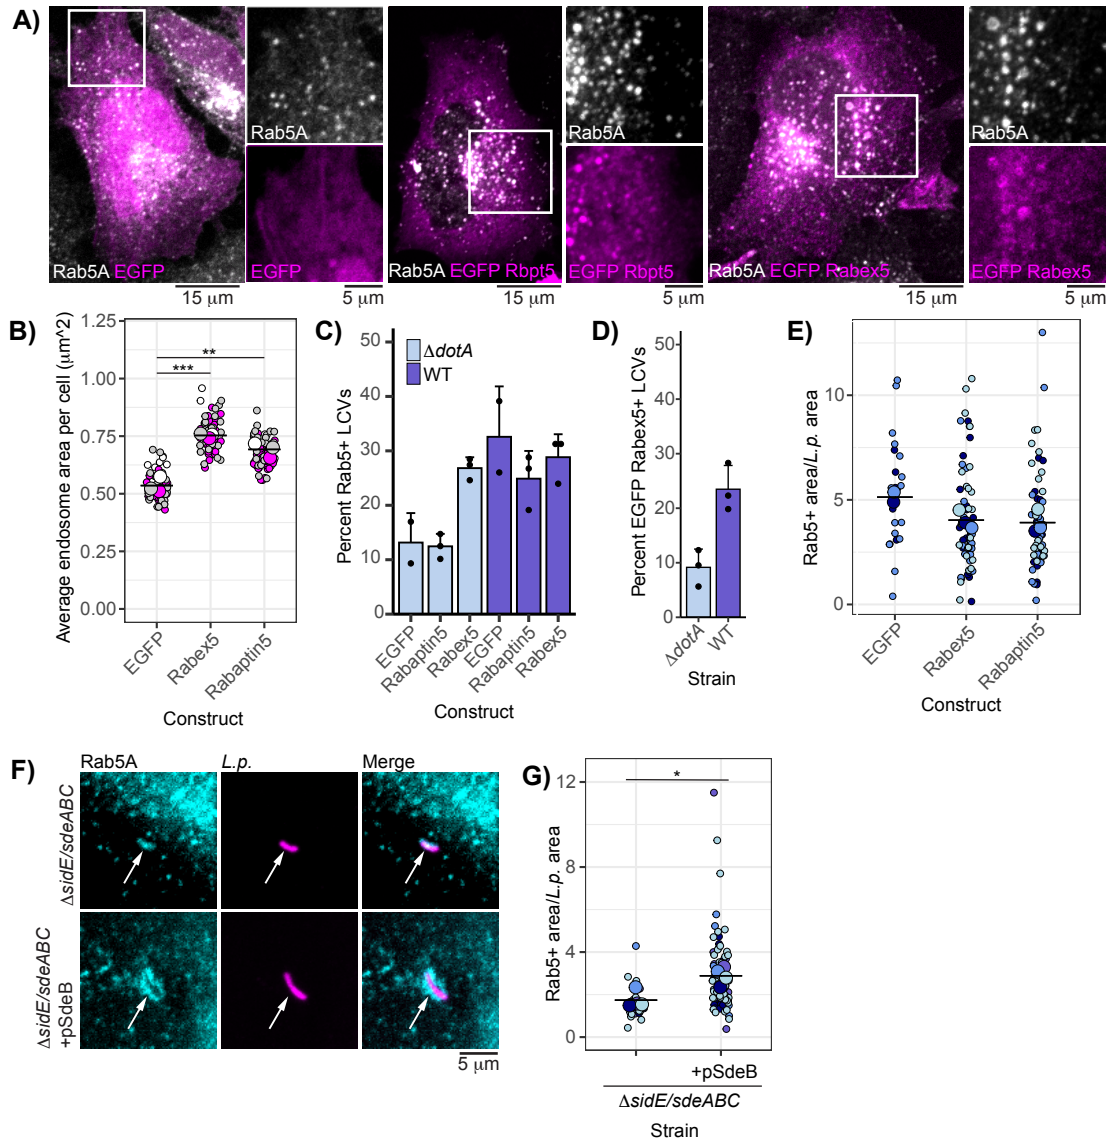 A)
Rab5A EGFP
Rab5A
EGFP
Rab5A EGFP Rbpt5
Rab5A
EGFP Rbpt5
Rab5A EGFP Rabex5
Rab5A
EGFP Rabex5
15 μm
5 μm
15 μm
5 μm
15 μm
5 μm
B)
Average endosome area per cell (μm^2)
1.25
1.00
0.75
0.50
0.25
0.00
**
***
EGFP
Rabex5
Rabaptin5
Construct
C)
Percent Rab5+ LCVs
50
40
30
20
10
0
ΔdotA
WT
EGFP
Rabaptin5
Rabex5
EGFP
Rabaptin5
Rabex5
Construct
D)
Percent EGFP Rabex5+ LCVs
50
40
30
20
10
0
ΔdotA
WT
Strain
E)
Rab5+ area/L.p. area
10
5
0
EGFP
Rabex5
Rabaptin5
Construct
F)
Rab5A
L.p.
Merge
ΔsidE/sdeABC
ΔsidE/sdeABC
+pSdeB
5 μm
G)
Rab5+ area/L.p. area
12
8
4
0
*
+pSdeB
ΔsidE/sdeABC
Strain